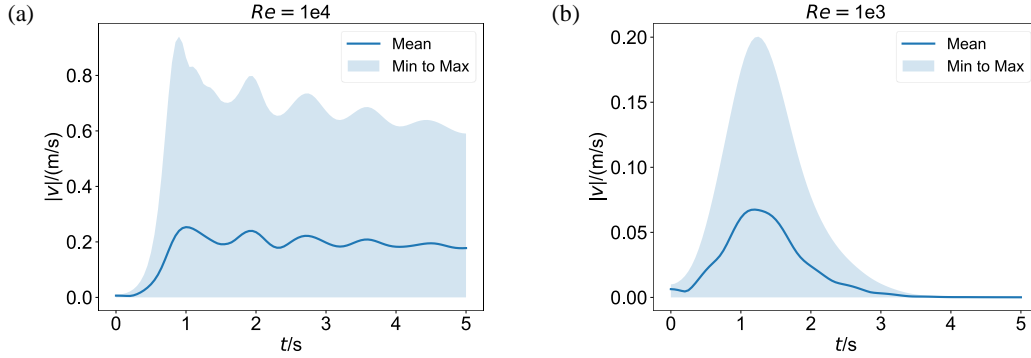 (a)
Re = 1e4
Mean
Min to Max
0.8
0.6
0.4
0.2
0.0
|v|/(m/s)
0 1 2 3 4 5
t/s
(b)
Re = 1e3
Mean
Min to Max
0.20
0.15
0.10
0.05
0.00
|v|/(m/s)
0 1 2 3 4 5
t/s